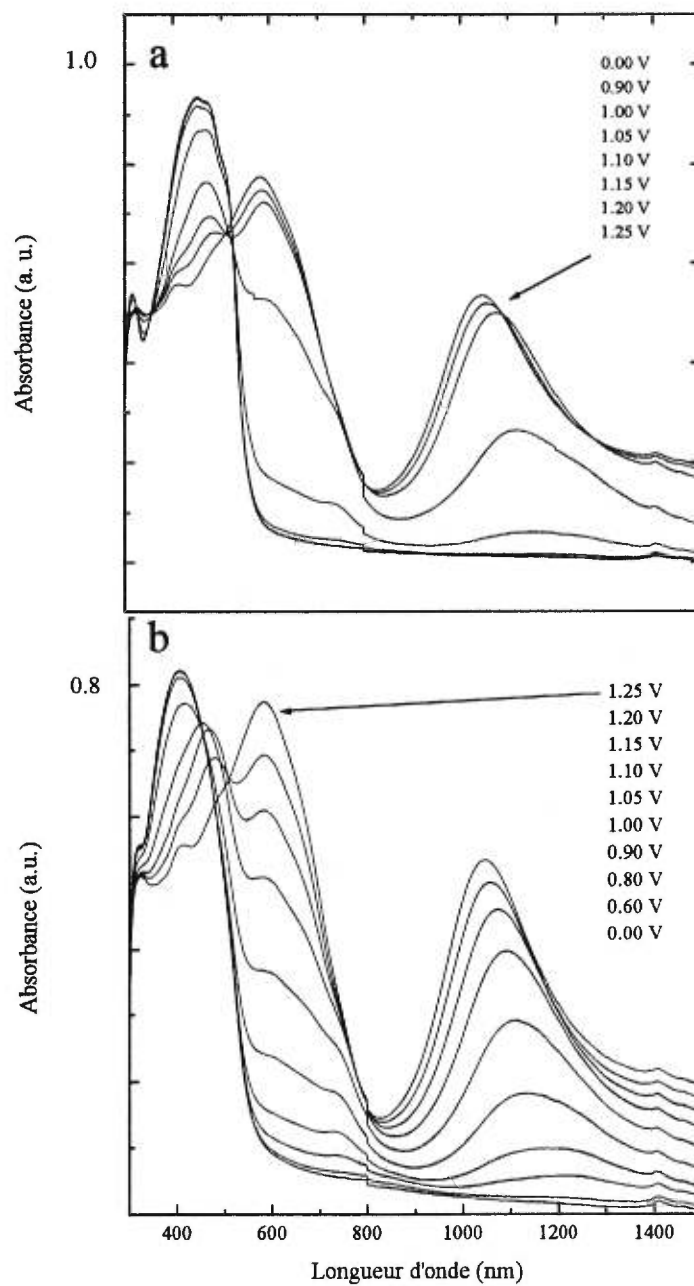 a
1.0
0.00 V
0.90 V
1.00 V
1.05 V
1.10 V
1.15 V
1.20 V
1.25 V
Absorbance (a. u.)
b
0.8
1.25 V
1.20 V
1.15 V
1.10 V
1.05 V
1.00 V
0.90 V
0.80 V
0.60 V
0.00 V
Absorbance (a.u.)
400 600 800 1000 1200 1400
Longueur d'onde (nm)